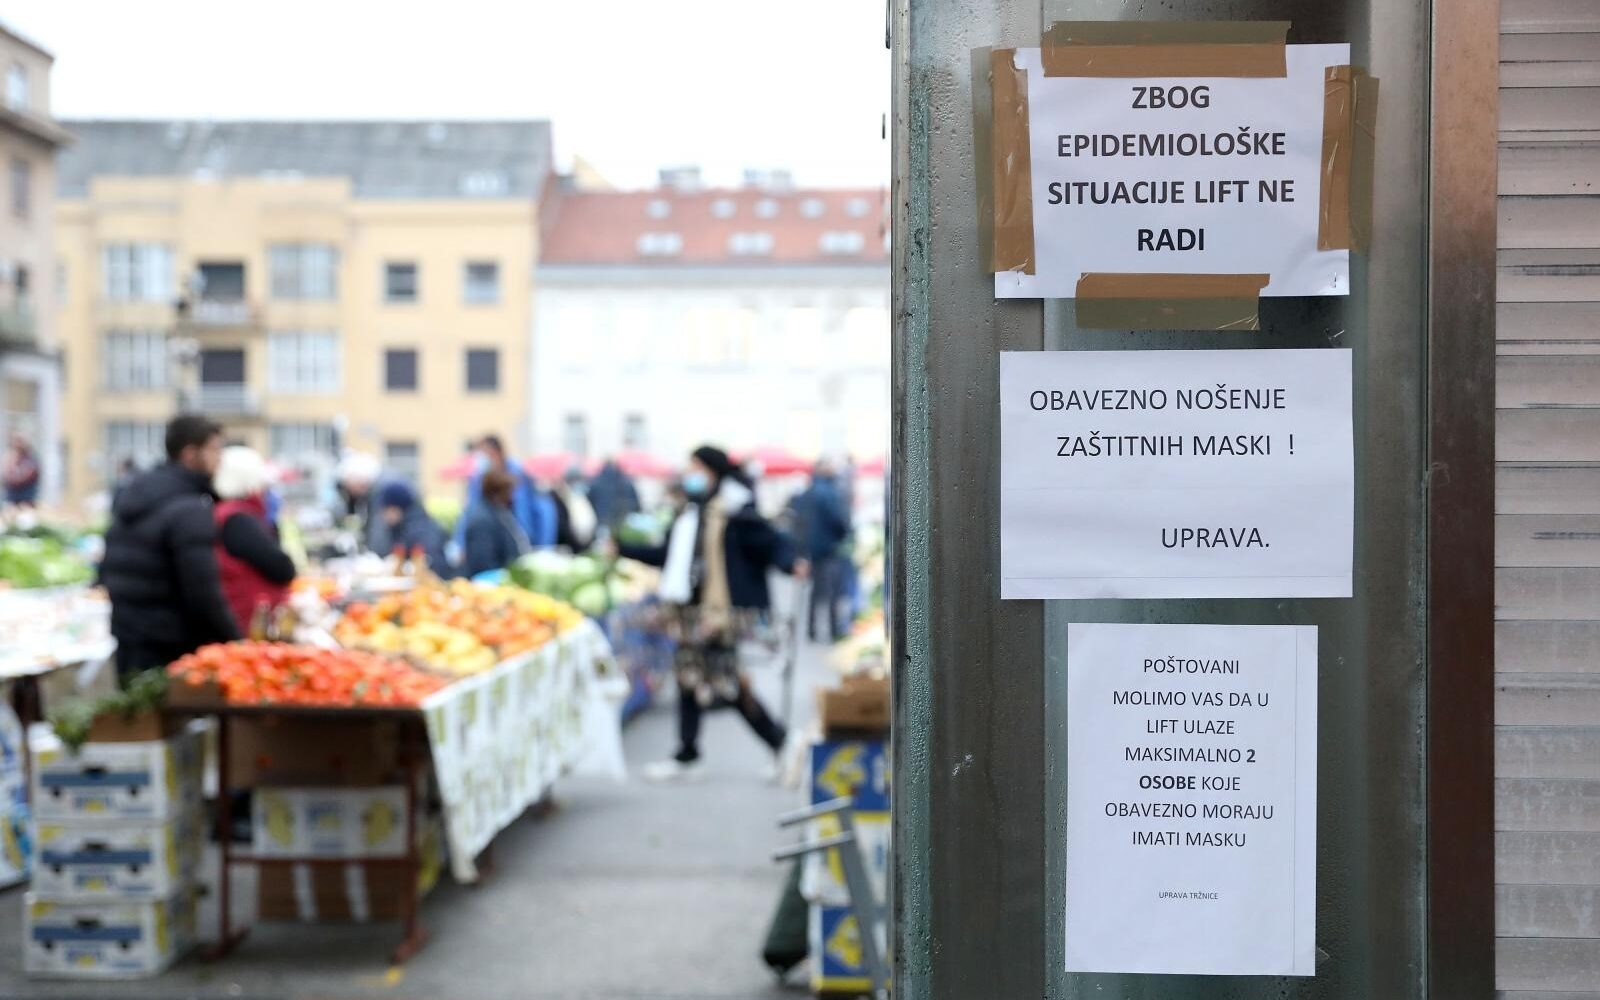 ZBOG
EPIDEMIOLOŠKE
SITUACIJE LIFT NE
RADI
OBAVEZNO NOŠENJE
ZAŠTITNIH MASKI !
UPRAVA.
POŠTOVANI
MOLIMO VAS DA U
LIFT ULAZE
MAKSIMALNO 2
OSOBE KOJE
OBAVEZNO MORAJU
IMATI MASKU
UPRAVA TRŽNICE